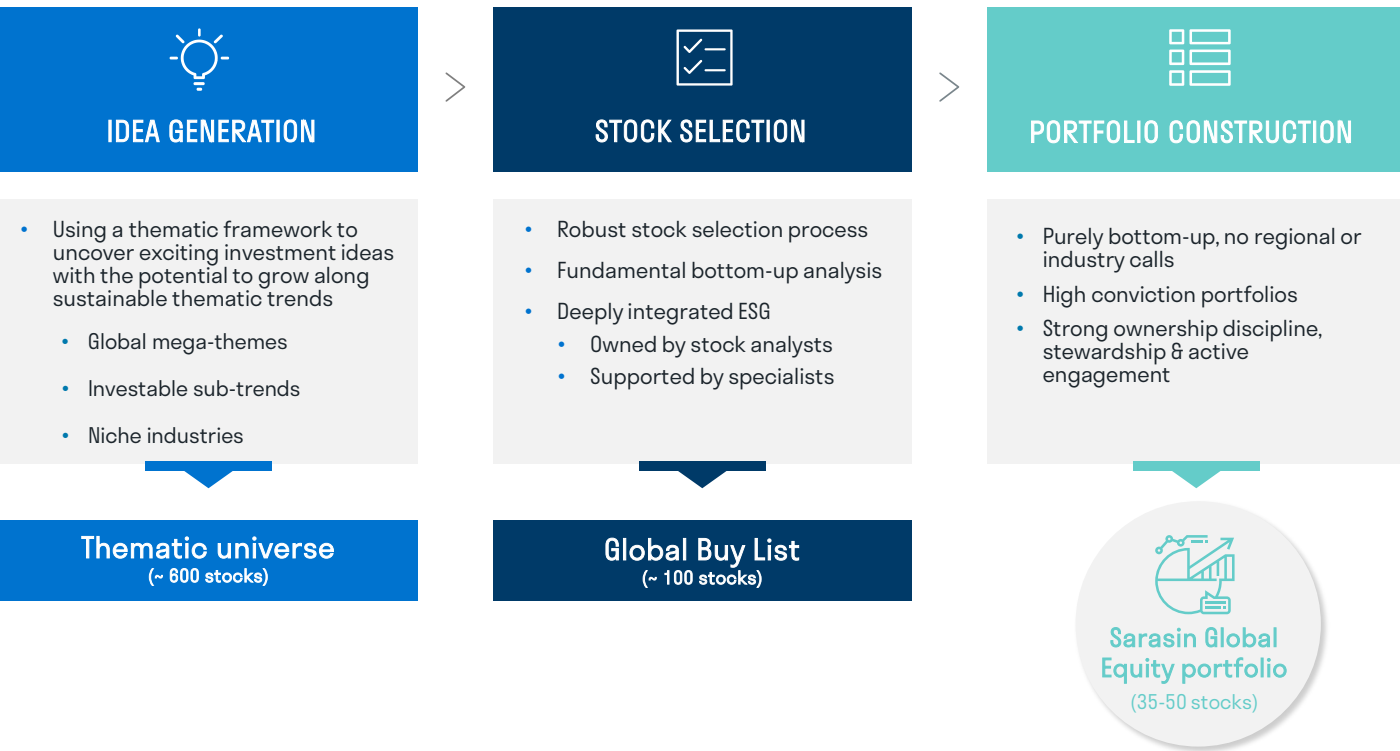 IDEA GENERATION
Using a thematic framework to
uncover exciting investment ideas
with the potential to grow along
sustainable thematic trends
Global mega-themes
Investable sub-trends
Niche industries
Thematic universe
(~ 600 stocks)
STOCK SELECTION
Robust stock selection process
Fundamental bottom-up analysis
Deeply integrated ESG
Owned by stock analysts
Supported by specialists
Global Buy List
(~ 100 stocks)
PORTFOLIO CONSTRUCTION
Purely bottom-up, no regional or
industry calls
High conviction portfolios
Strong ownership discipline,
stewardship & active
engagement
Sarasin Global
Equity portfolio
(35-50 stocks)